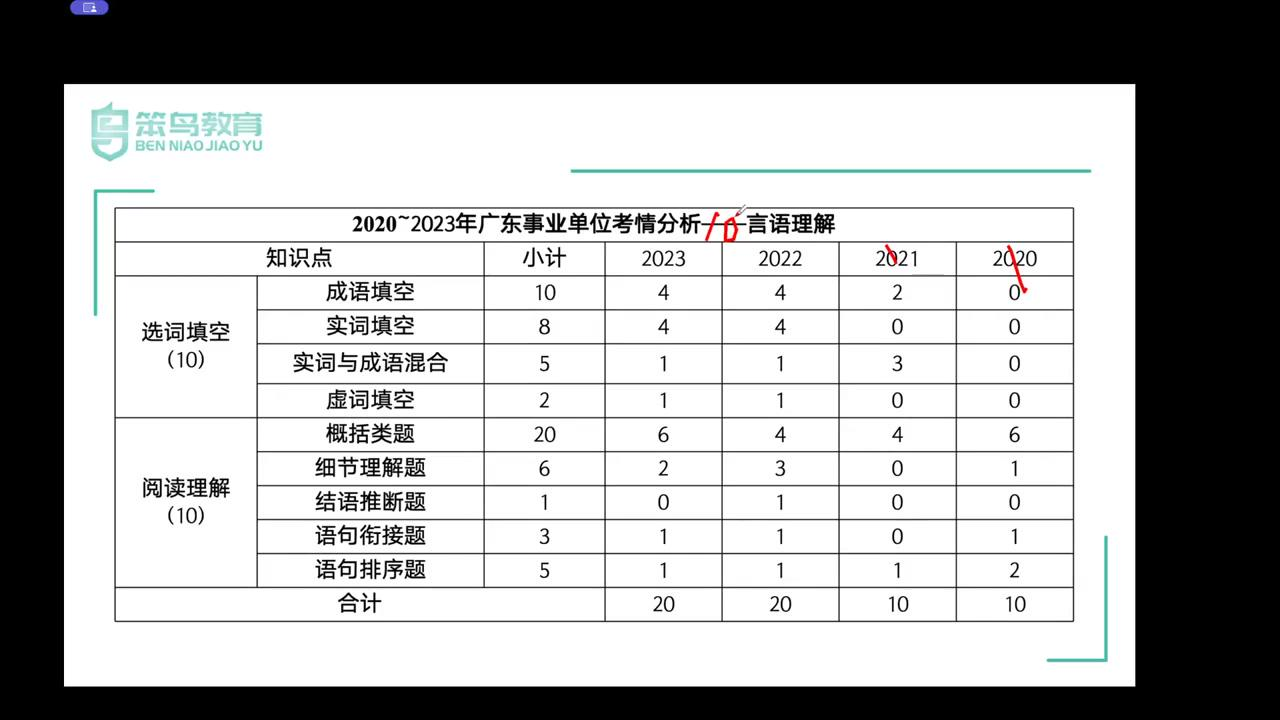 笨鸟教育
BEN NIAO JIAO YU
2020~2023年广东事业单位考情分析——言语理解
10
知识点 小计 2023 2022 2021 2020
选词填空（10） 成语填空 10 4 4 2 0
实词填空 8 4 4 0 0
实词与成语混合 5 1 1 3 0
虚词填空 2 1 1 0 0
阅读理解（10） 概括类题 20 6 4 4 6
细节理解题 6 2 3 0 1
结语推断题 1 0 1 0 0
语句衔接题 3 1 1 0 1
语句排序题 5 1 1 1 2
合计 20 20 10 10